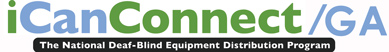 iCanConnect/GA
The National Deaf-Blind Equipment Distribution Program